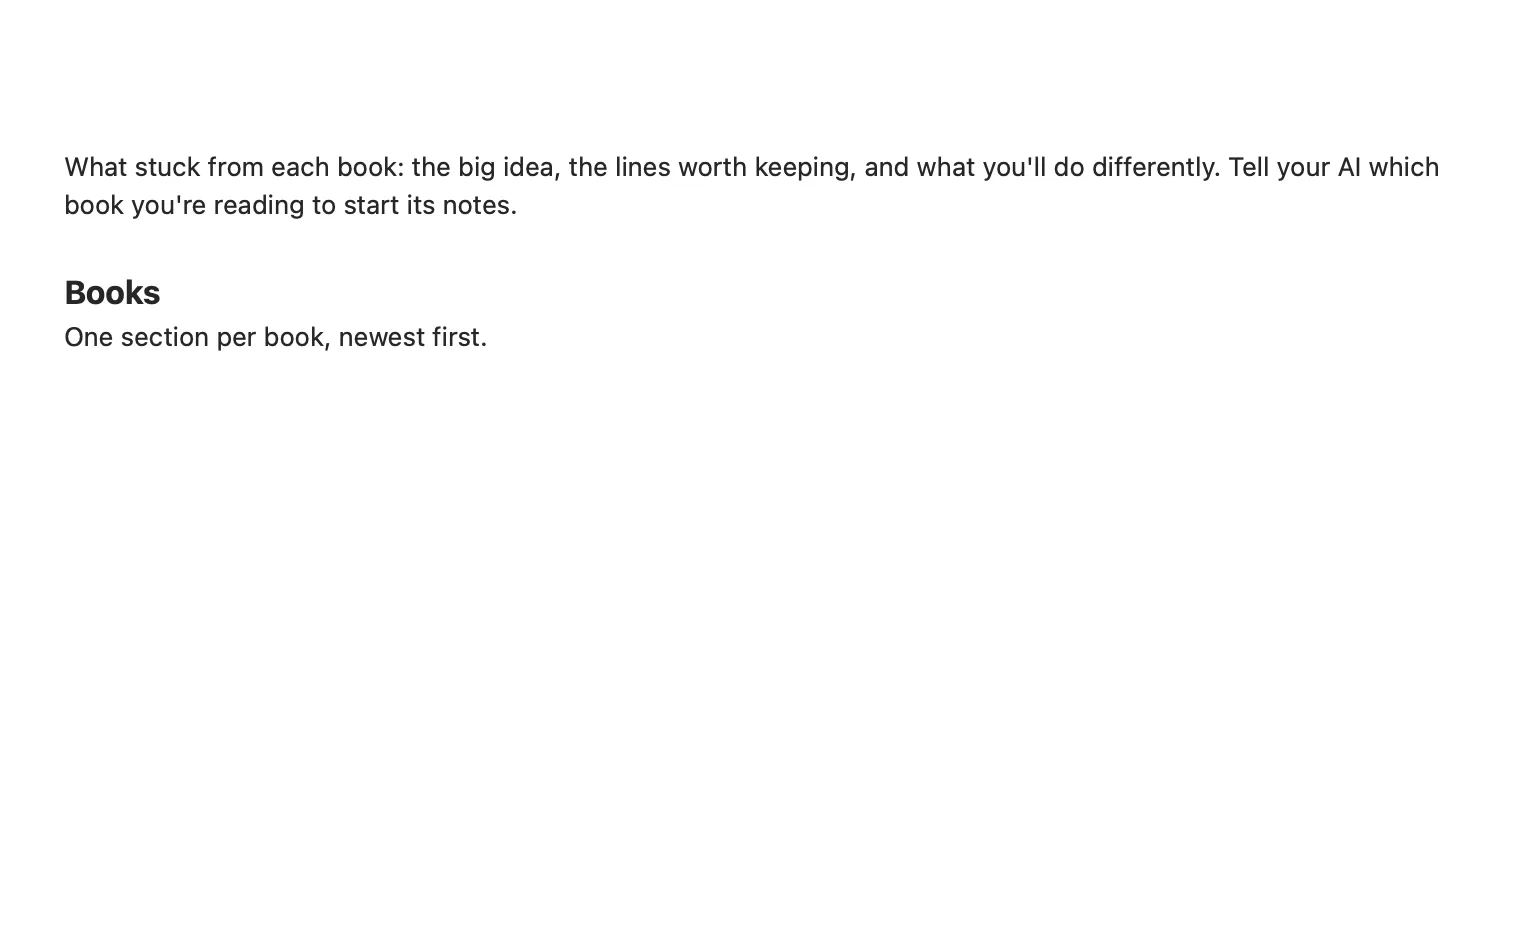 What stuck from each book: the big idea, the lines worth keeping, and what you'll do differently. Tell your AI which
book you're reading to start its notes.
Books
One section per book, newest first.